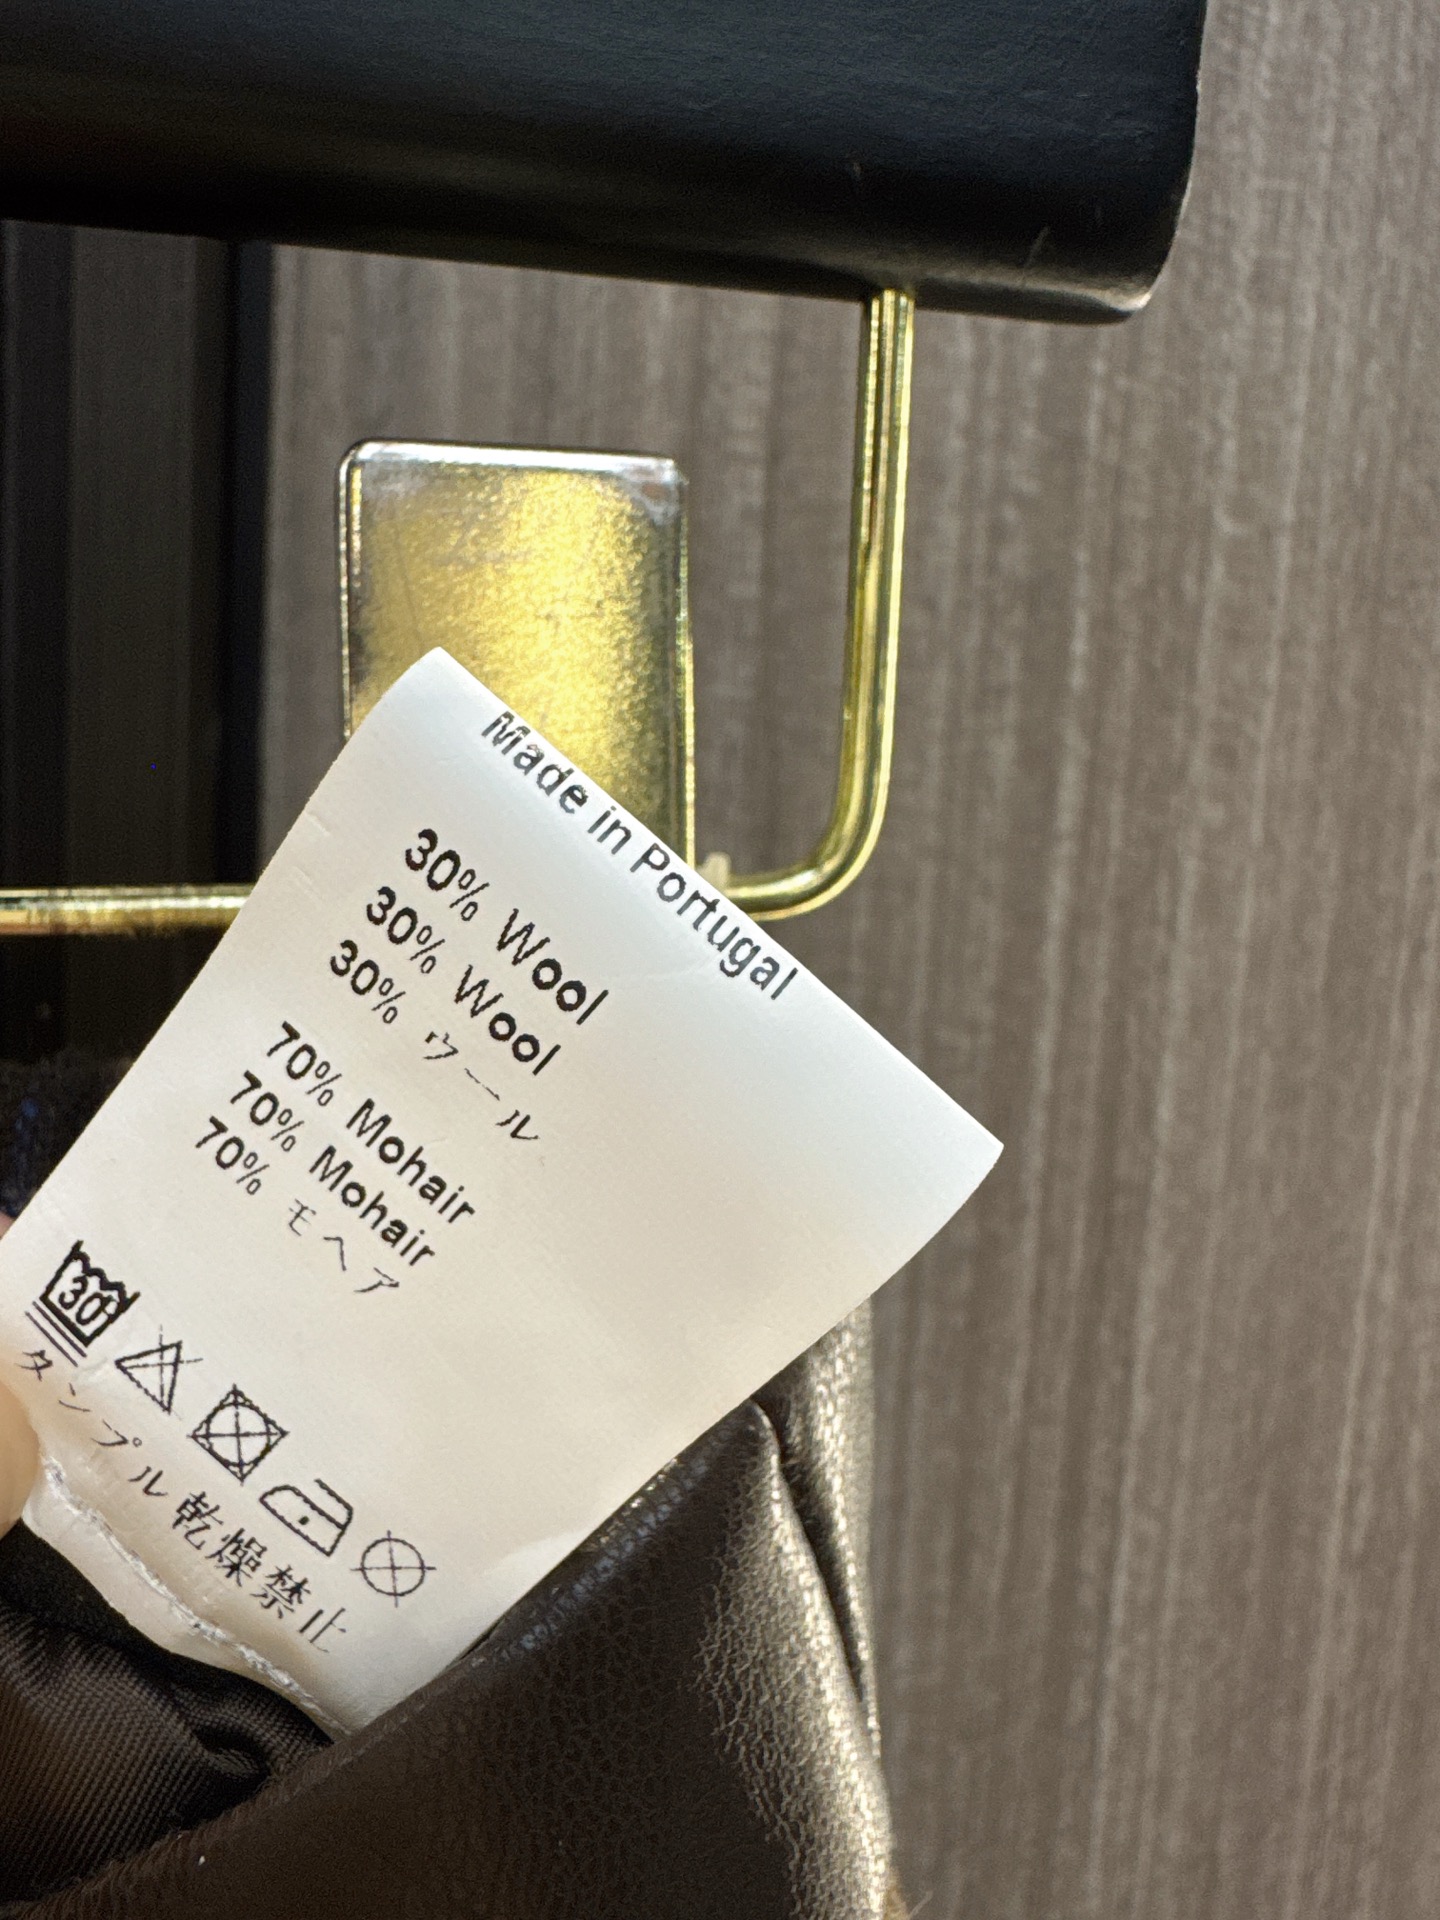 Made in Portugal
30% Wool
30% Wool
30% ウール
70% Mohair
70% Mohair
70% モヘア
30
タンブル乾燥禁止